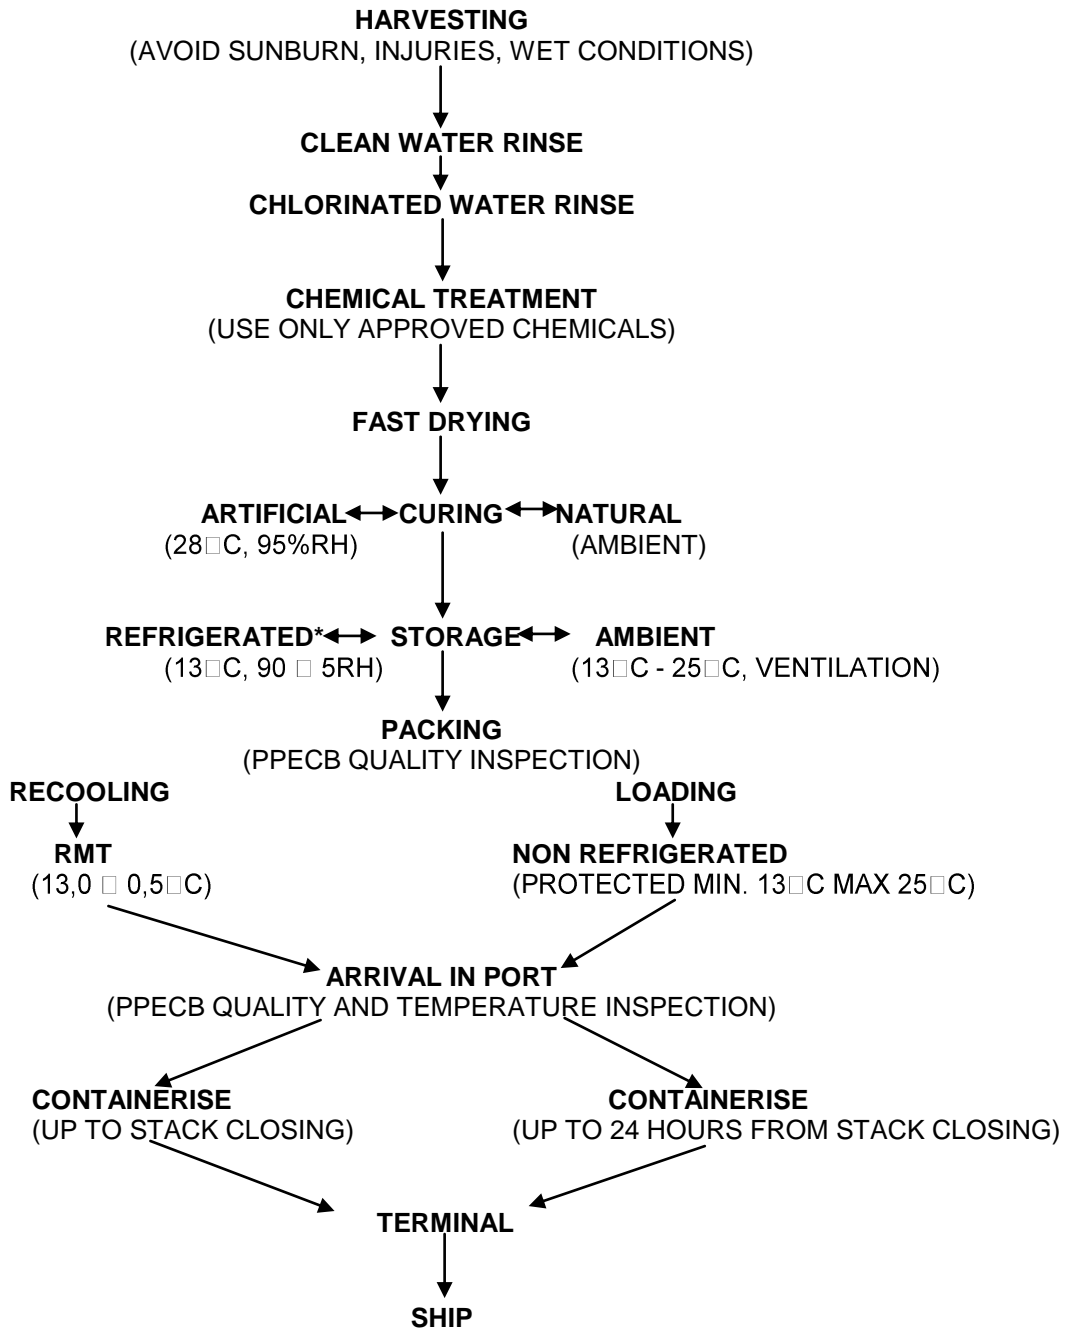 HARVESTING
(AVOID SUNBURN, INJURIES, WET CONDITIONS)
CLEAN WATER RINSE
CHLORINATED WATER RINSE
CHEMICAL TREATMENT
(USE ONLY APPROVED CHEMICALS)
FAST DRYING
ARTIFICIAL CURING NATURAL
(28□C, 95%RH) (AMBIENT)
REFRIGERATED* STORAGE AMBIENT
(13□C, 90 □ 5RH) (13□C - 25□C, VENTILATION)
PACKING
(PPECB QUALITY INSPECTION)
RECOOLING LOADING
RMT NON REFRIGERATED
(13,0 □ 0,5□C) (PROTECTED MIN. 13□C MAX 25□C)
ARRIVAL IN PORT
(PPECB QUALITY AND TEMPERATURE INSPECTION)
CONTAINERISE CONTAINERISE
(UP TO STACK CLOSING) (UP TO 24 HOURS FROM STACK CLOSING)
TERMINAL
SHIP